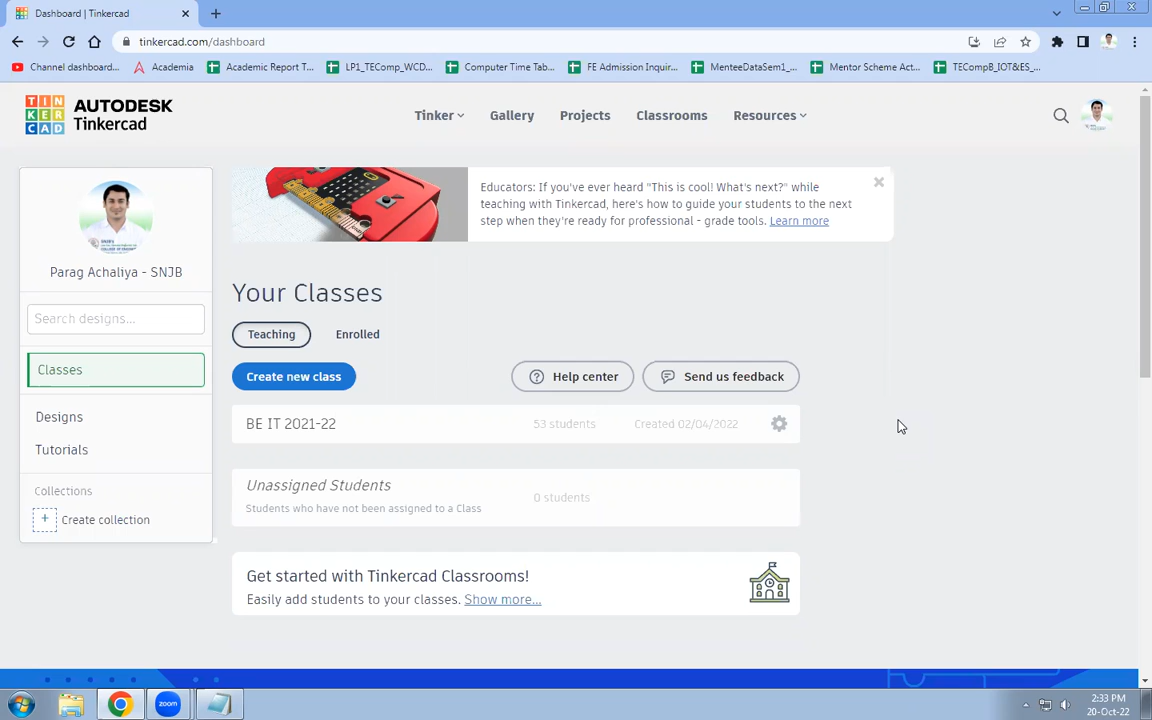 Dashboard | Tinkercad
tinkercad.com/dashboard
Channel dashboard...
Academia
Academic Report T...
LP1_TEComp_WCD...
Computer Time Tab...
FE Admission Inquir...
MenteeDataSem1_...
Mentor Scheme Act...
TECompB_IOT&ES_...
TIN
KER
CAD
AUTODESK
Tinkercad
Tinker
Gallery
Projects
Classrooms
Resources
Parag Achaliya - SNJB
Search designs...
Classes
Designs
Tutorials
Collections
+ Create collection
Educators: If you've ever heard "This is cool! What's next?" while
teaching with Tinkercad, here's how to guide your students to the next
step when they're ready for professional - grade tools. Learn more
Your Classes
Teaching
Enrolled
Create new class
Help center
Send us feedback
BE IT 2021-22
53 students
Created 02/04/2022
Unassigned Students
Students who have not been assigned to a Class
0 students
Get started with Tinkercad Classrooms!
Easily add students to your classes. Show more...
zoom
2:33 PM
20-Oct-22